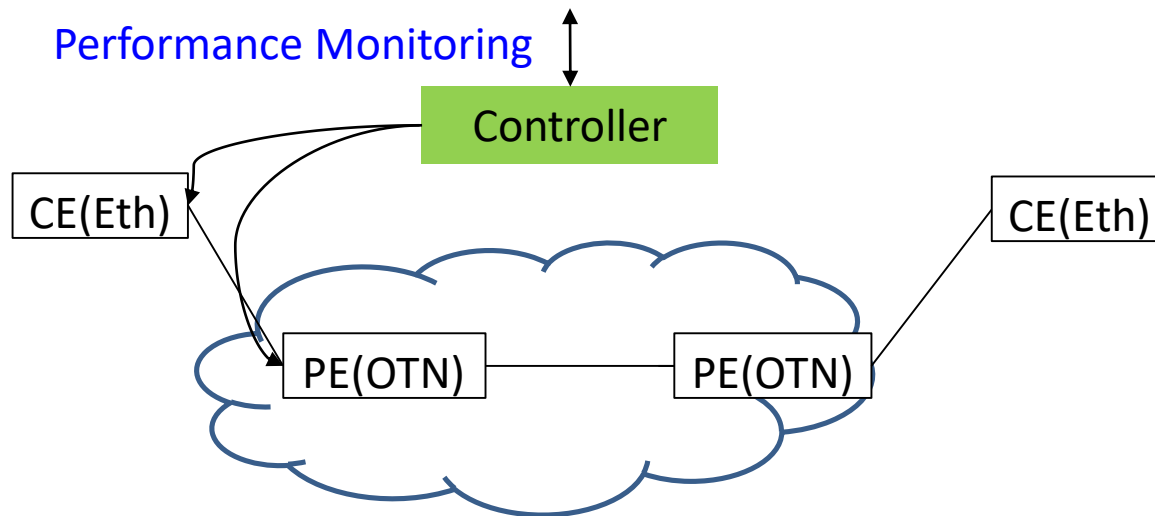 Performance Monitoring
Controller
CE(Eth)
CE(Eth)
PE(OTN)
PE(OTN)